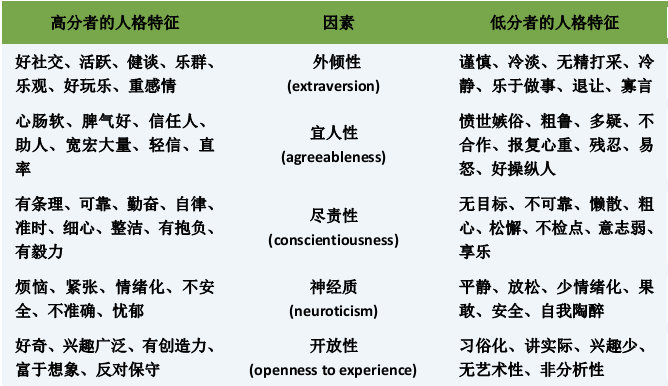 高分者的人格特征 因素 低分者的人格特征
好社交、活跃、健谈、乐群、
乐观、好玩乐、重感情
外倾性
(extraversion)
谨慎、冷淡、无精打采、冷
静、乐于做事、退让、寡言
心肠软、脾气好、信任人、
助人、宽宏大量、轻信、直
率
宜人性
(agreeableness)
愤世嫉俗、粗鲁、多疑、不
合作、报复心重、残忍、易
怒、好操纵人
有条理、可靠、勤奋、自律、
准时、细心、整洁、有抱负、
有毅力
尽责性
(conscientiousness)
无目标、不可靠、懒散、粗
心、松懈、不检点、意志弱、
享乐
烦恼、紧张、情绪化、不安
全、不准确、忧郁
神经质
(neuroticism)
平静、放松、少情绪化、果
敢、安全、自我陶醉
好奇、兴趣广泛、有创造力、
富于想象、反对保守
开放性
(openness to experience)
习俗化、讲实际、兴趣少、
无艺术性、非分析性